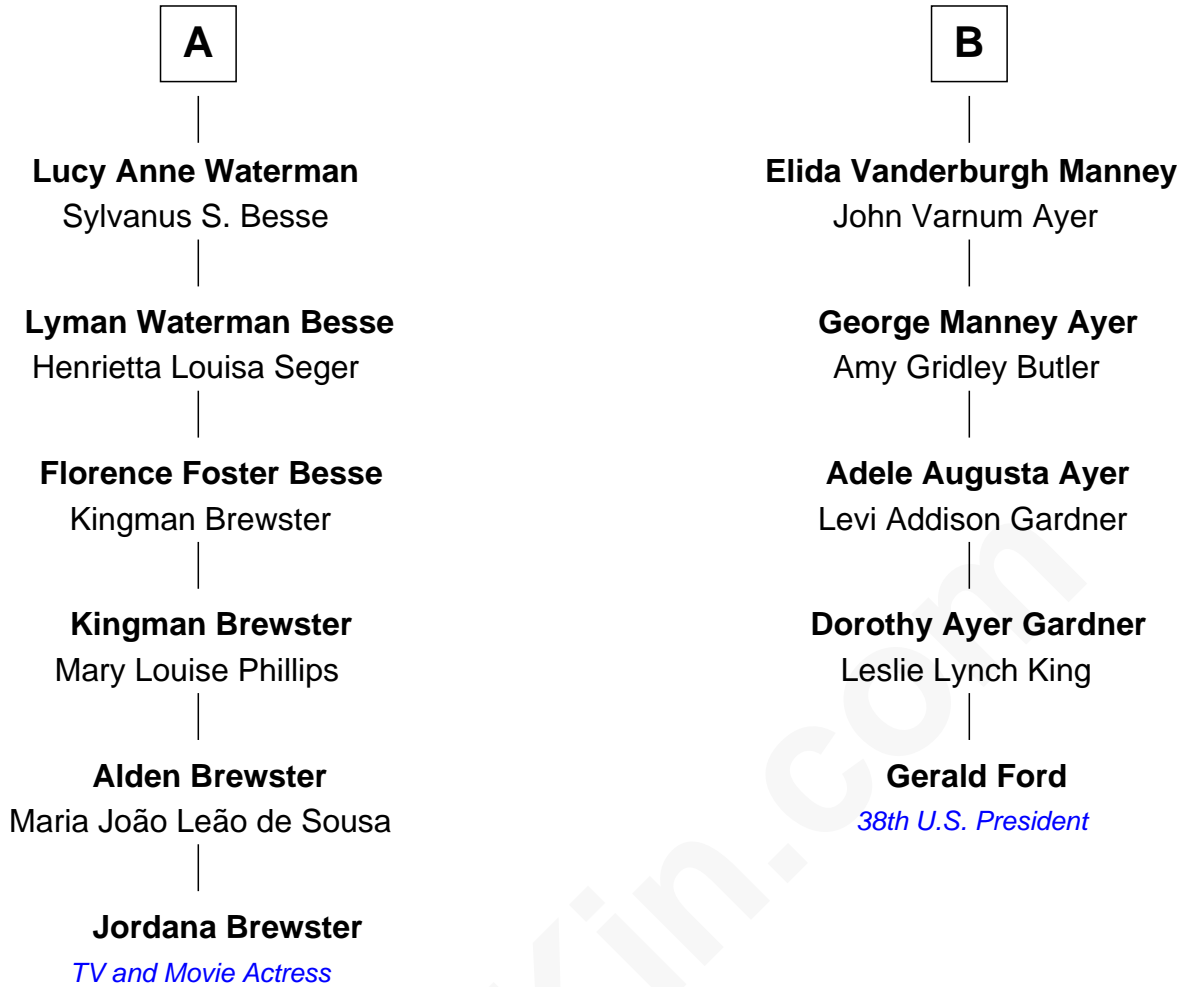 A
Lucy Anne Waterman
Sylvanus S. Besse
Lyman Waterman Besse
Henrietta Louisa Seger
Florence Foster Besse
Kingman Brewster
Kingman Brewster
Mary Louise Phillips
Alden Brewster
Maria João Leão de Sousa
Jordana Brewster
TV and Movie Actress
B
Elida Vanderburgh Manney
John Varnum Ayer
George Manney Ayer
Amy Gridley Butler
Adele Augusta Ayer
Levi Addison Gardner
Dorothy Ayer Gardner
Leslie Lynch King
Gerald Ford
38th U.S. President
Kin.com